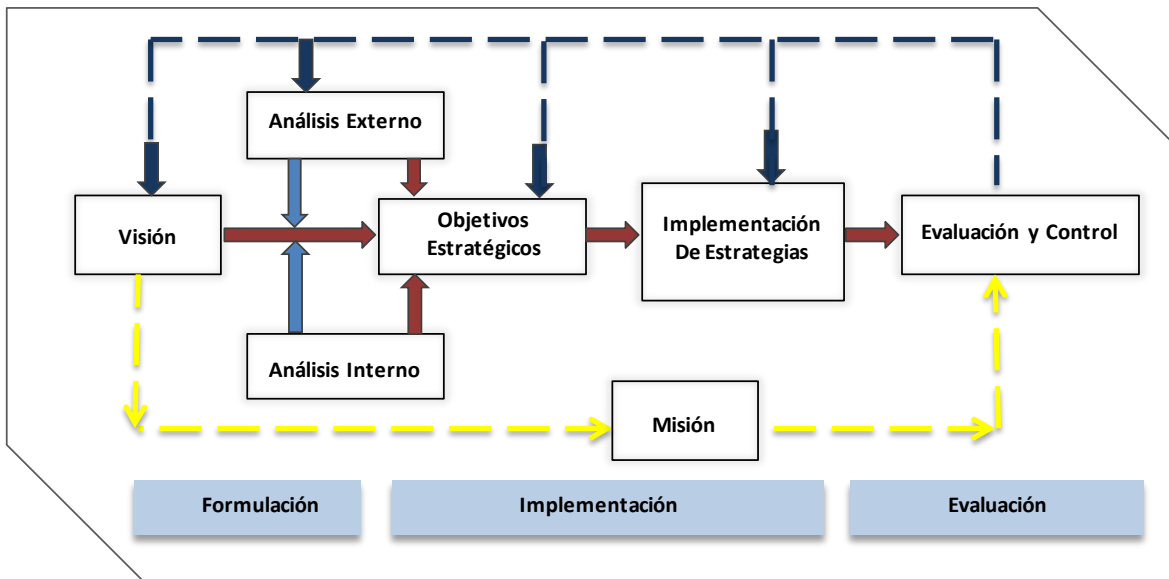 Análisis Externo
Visión
Objetivos
Estratégicos
Implementación
De Estrategias
Evaluación y Control
Análisis Interno
Misión
Formulación
Implementación
Evaluación